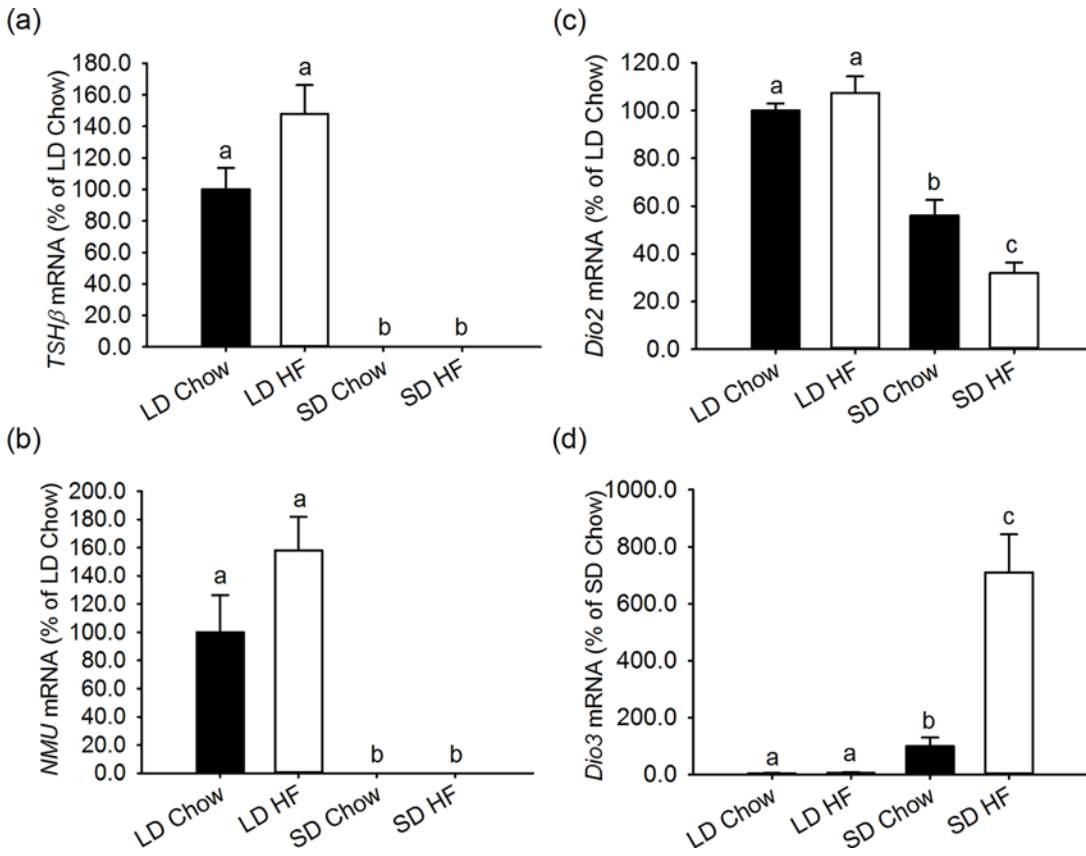 (a)
TSHβ mRNA (% of LD Chow)
180.0
160.0
140.0
120.0
100.0
80.0
60.0
40.0
20.0
0.0
a
a
b
b
LD Chow
LD HF
SD Chow
SD HF
(b)
NMU mRNA (% of LD Chow)
200.0
180.0
160.0
140.0
120.0
100.0
80.0
60.0
40.0
20.0
0.0
a
a
b
b
LD Chow
LD HF
SD Chow
SD HF
(c)
Dio2 mRNA (% of LD Chow)
120.0
100.0
80.0
60.0
40.0
20.0
0.0
a
a
b
c
LD Chow
LD HF
SD Chow
SD HF
(d)
Dio3 mRNA (% of SD Chow)
1000.0
800.0
600.0
400.0
200.0
0.0
a
a
b
c
LD Chow
LD HF
SD Chow
SD HF